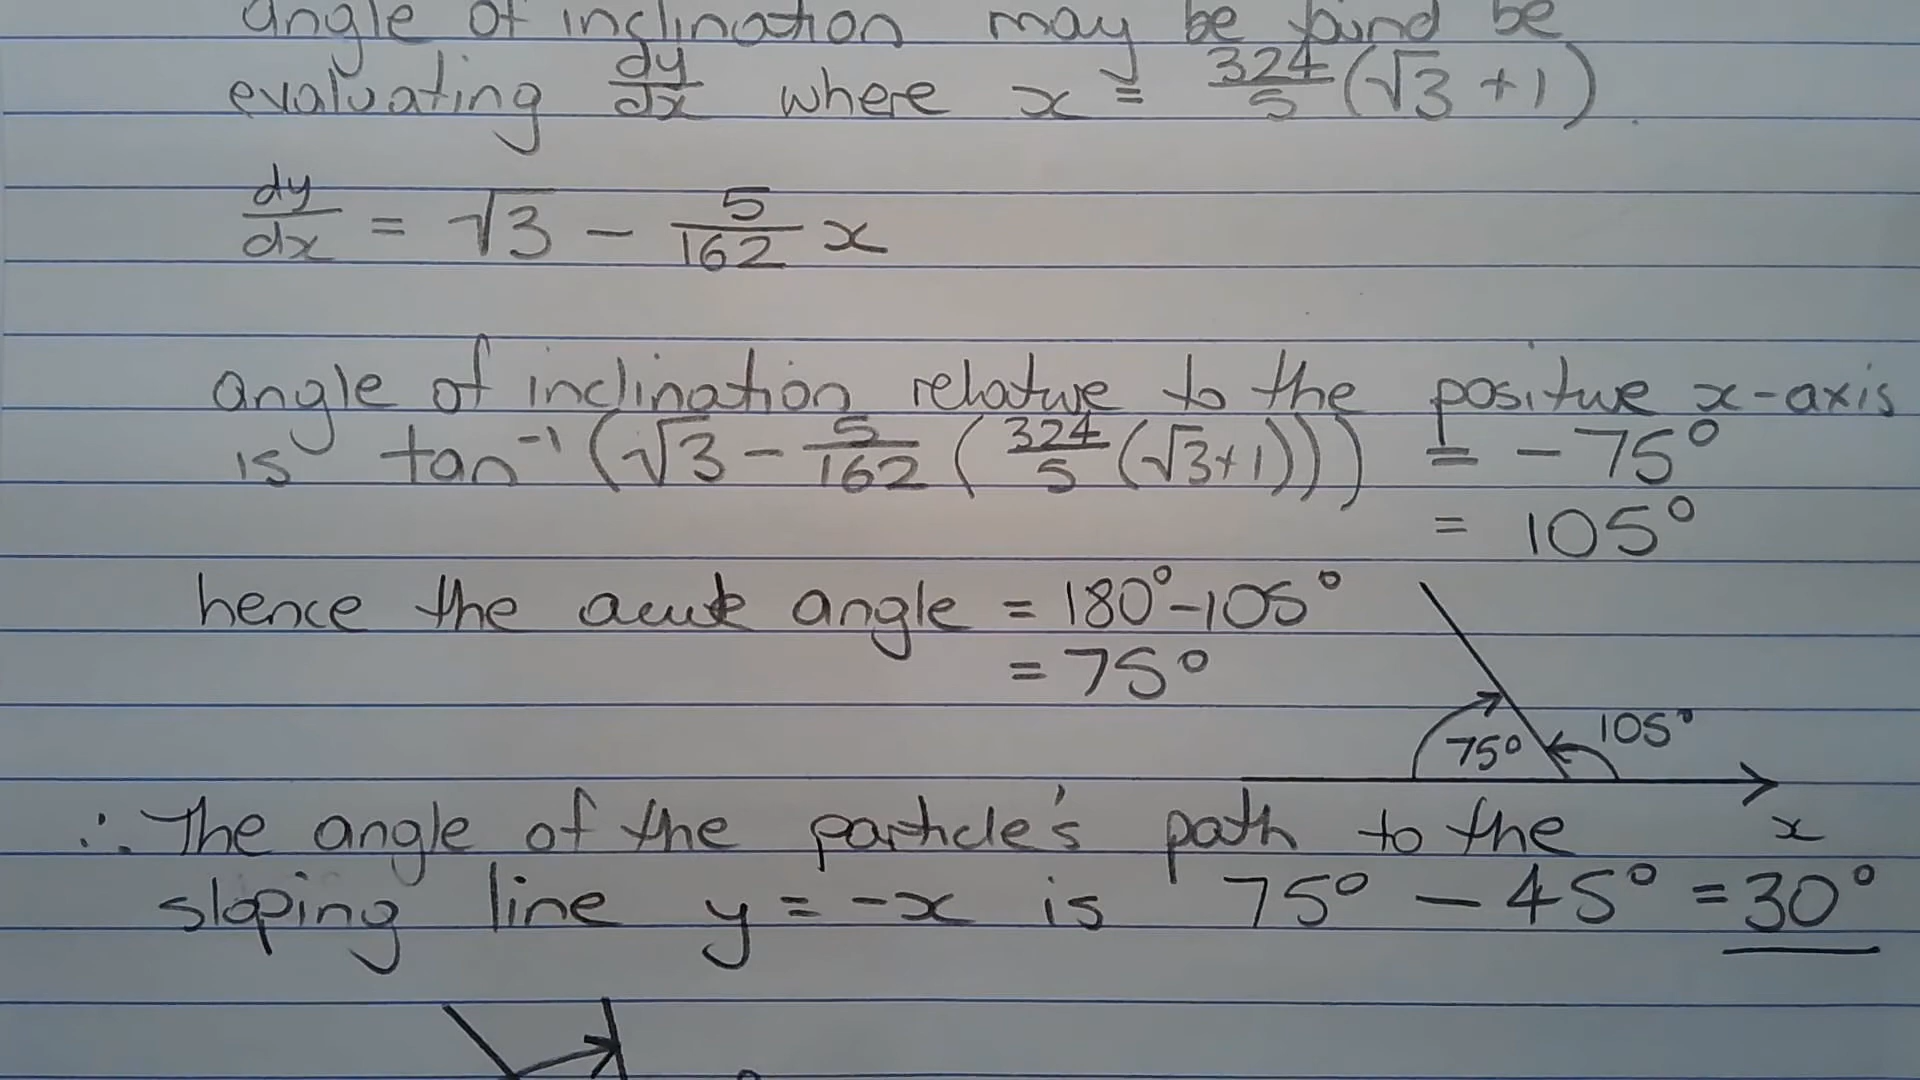 angle of inclination may be found be
evaluating dy/dx where x = 324/5 (√3 + 1).
dy/dx = √3 - 5/162 x
angle of inclination relative to the positive x-axis
is tan⁻¹(√3 - 5/162 (324/5 (√3+1))) = -75°
= 105°
hence the acute angle = 180° - 105°
= 75°
75° 105°
x
∴ The angle of the particle's path to the
sloping line y = -x is 75° - 45° = 30°